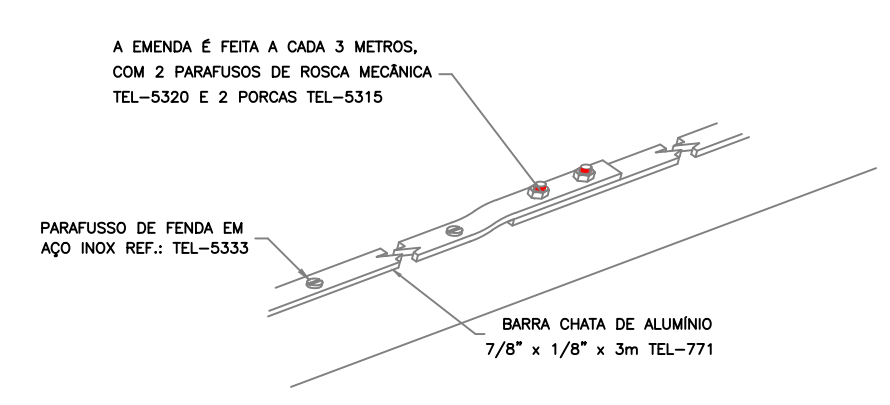 A EMENDA É FEITA A CADA 3 METROS,
COM 2 PARAFUSOS DE ROSCA MECÂNICA
TEL-5320 E 2 PORCAS TEL-5315
PARAFUSSO DE FENDA EM
AÇO INOX REF.: TEL-5333
BARRA CHATA DE ALUMÍNIO
7/8" x 1/8" x 3m TEL-771